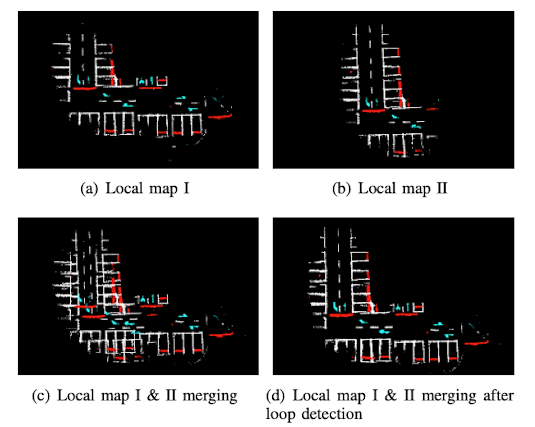 (a) Local map I
(b) Local map II
(c) Local map I & II merging
(d) Local map I & II merging after
loop detection